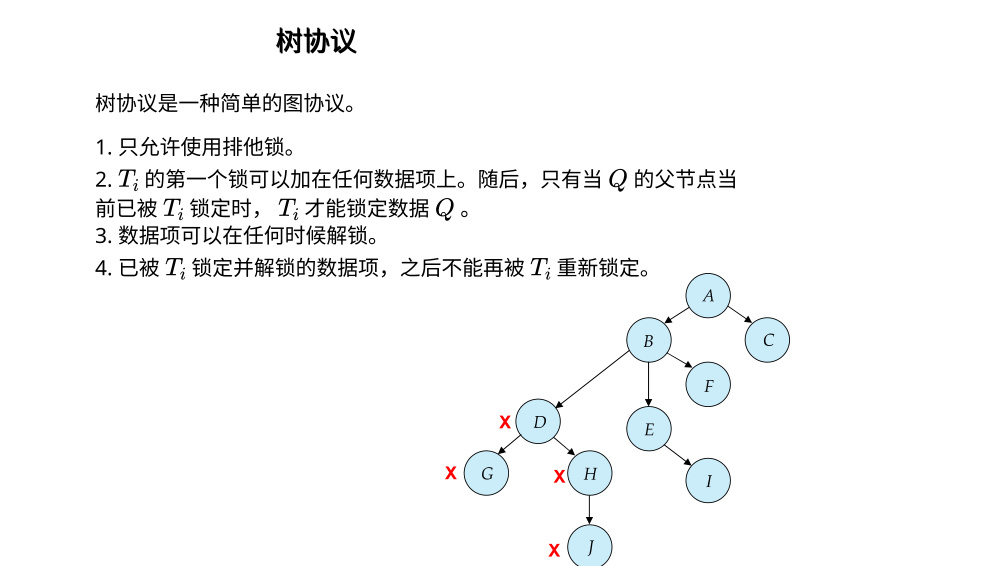 树协议
树协议是一种简单的图协议。
1. 只允许使用排他锁。
2. T_i 的第一个锁可以加在任何数据项上。随后，只有当 Q 的父节点当
前已被 T_i 锁定时， T_i 才能锁定数据 Q 。
3. 数据项可以在任何时候解锁。
4. 已被 T_i 锁定并解锁的数据项，之后不能再被 T_i 重新锁定。
A
B
C
F
X D
E
X G
X H
I
X J